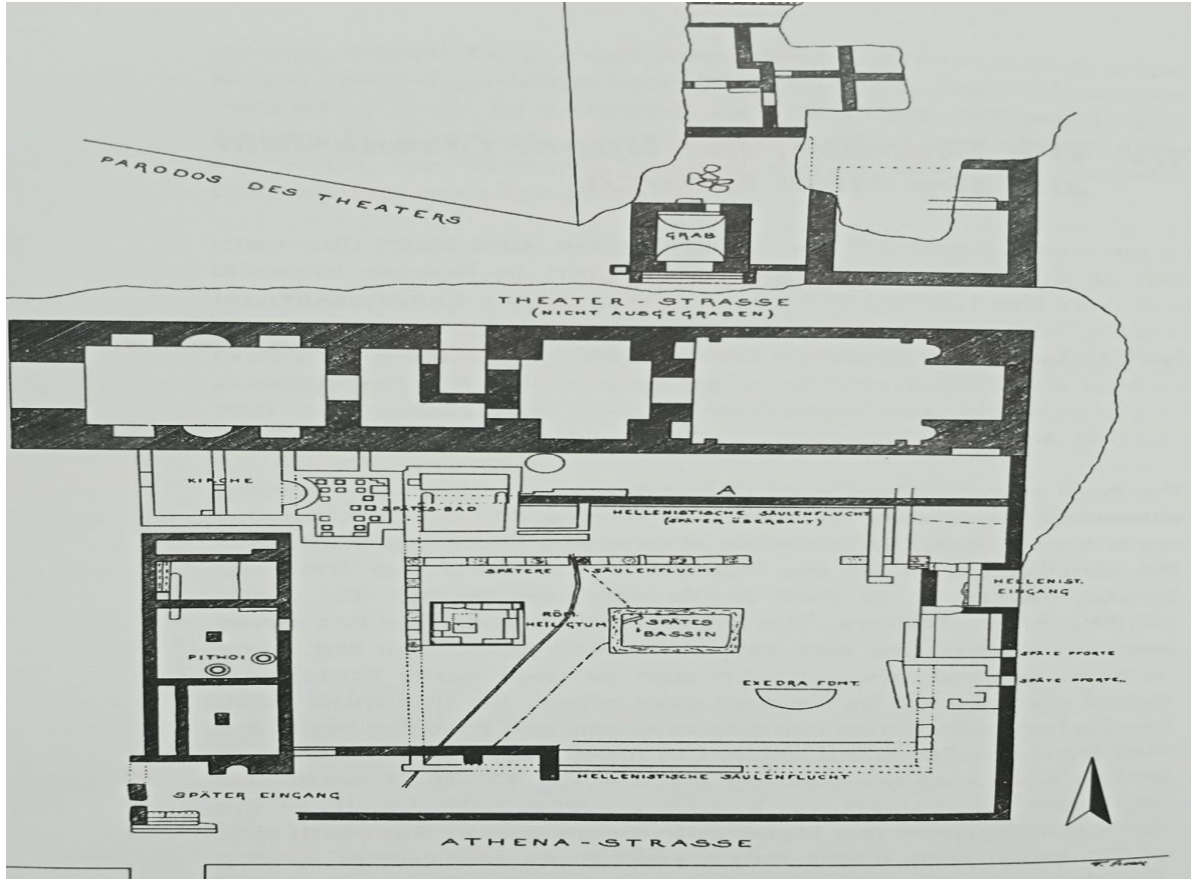 PARODOS DES THEATERS
GRAB
THEATER - STRASSE
(NICHT AUSGEGRABEN)
KIRCHE
SPÄTES BAD
A
HELLENISTISCHE SÄULENFLUCHT
(SPÄTER ÜBERBAUT)
SPÄTERE SÄULENFLUCHT
HELLENIST.
EINGANG
RÖM.
HEILIGTUM
SPÄTES
BASSIN
PITHOI
SPÄTE PFORTE
SPÄTE PFORTE
EXEDRA FONT.
HELLENISTISCHE SÄULENFLUCHT
SPÄTER EINGANG
ATHENA - STRASSE